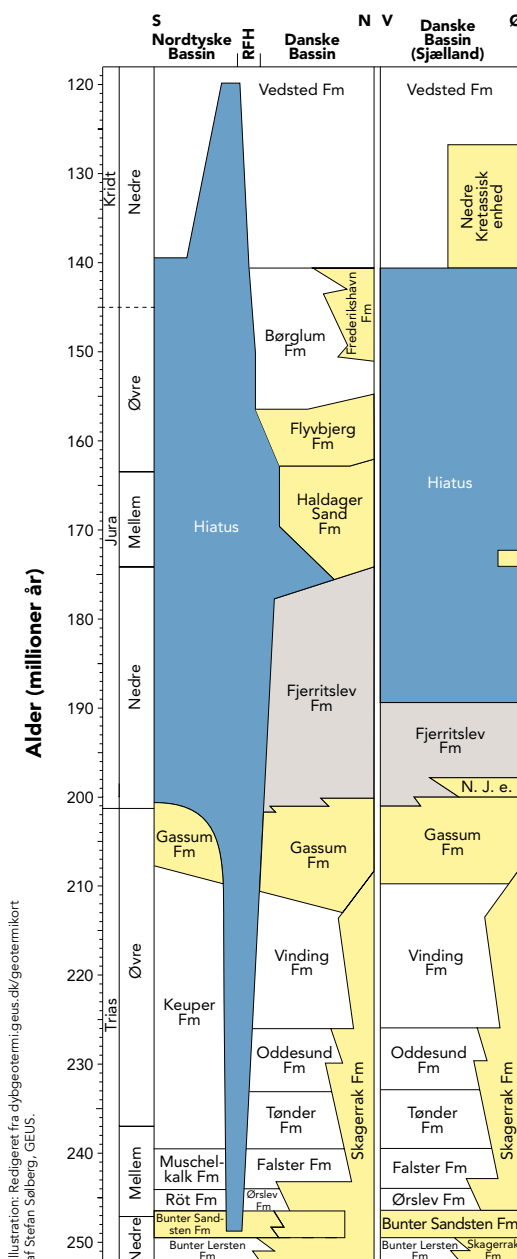 S
Nordtyske
Bassin
RFH
Danske
Bassin
N
V
Danske
Bassin
(Sjælland)
Ø
Alder (millioner år)
120
130
140
150
160
170
180
190
200
210
220
230
240
250
Kridt
Jura
Trias
Nedre
Øvre
Mellem
Nedre
Øvre
Mellem
Nedre
Vedsted Fm
Børglum
Fm
Frederikshavn
Fm
Flyvbjerg
Fm
Haldager
Sand
Fm
Hiatus
Fjerritslev
Fm
Gassum
Fm
Gassum
Fm
Keuper
Fm
Vinding
Fm
Oddesund
Fm
Tønder
Fm
Skagerrak Fm
Muschel-
kalk Fm
Falster Fm
Röt Fm
Ørslev
Fm
Bunter Sand-
sten Fm
Bunter Lersten
Fm
Vedsted Fm
Nedre
Kretassisk
enhed
Hiatus
Fjerritslev
Fm
N. J. e.
Gassum
Fm
Vinding
Fm
Oddesund
Fm
Tønder
Fm
Skagerrak Fm
Falster Fm
Ørslev Fm
Bunter Sandsten Fm
Bunter Lersten
Fm
Skagerrak
Fm
Illustration: Redigeret fra dybgeotermi.geus.dk/geotermikort
af Stefan Sølberg, GEUS.